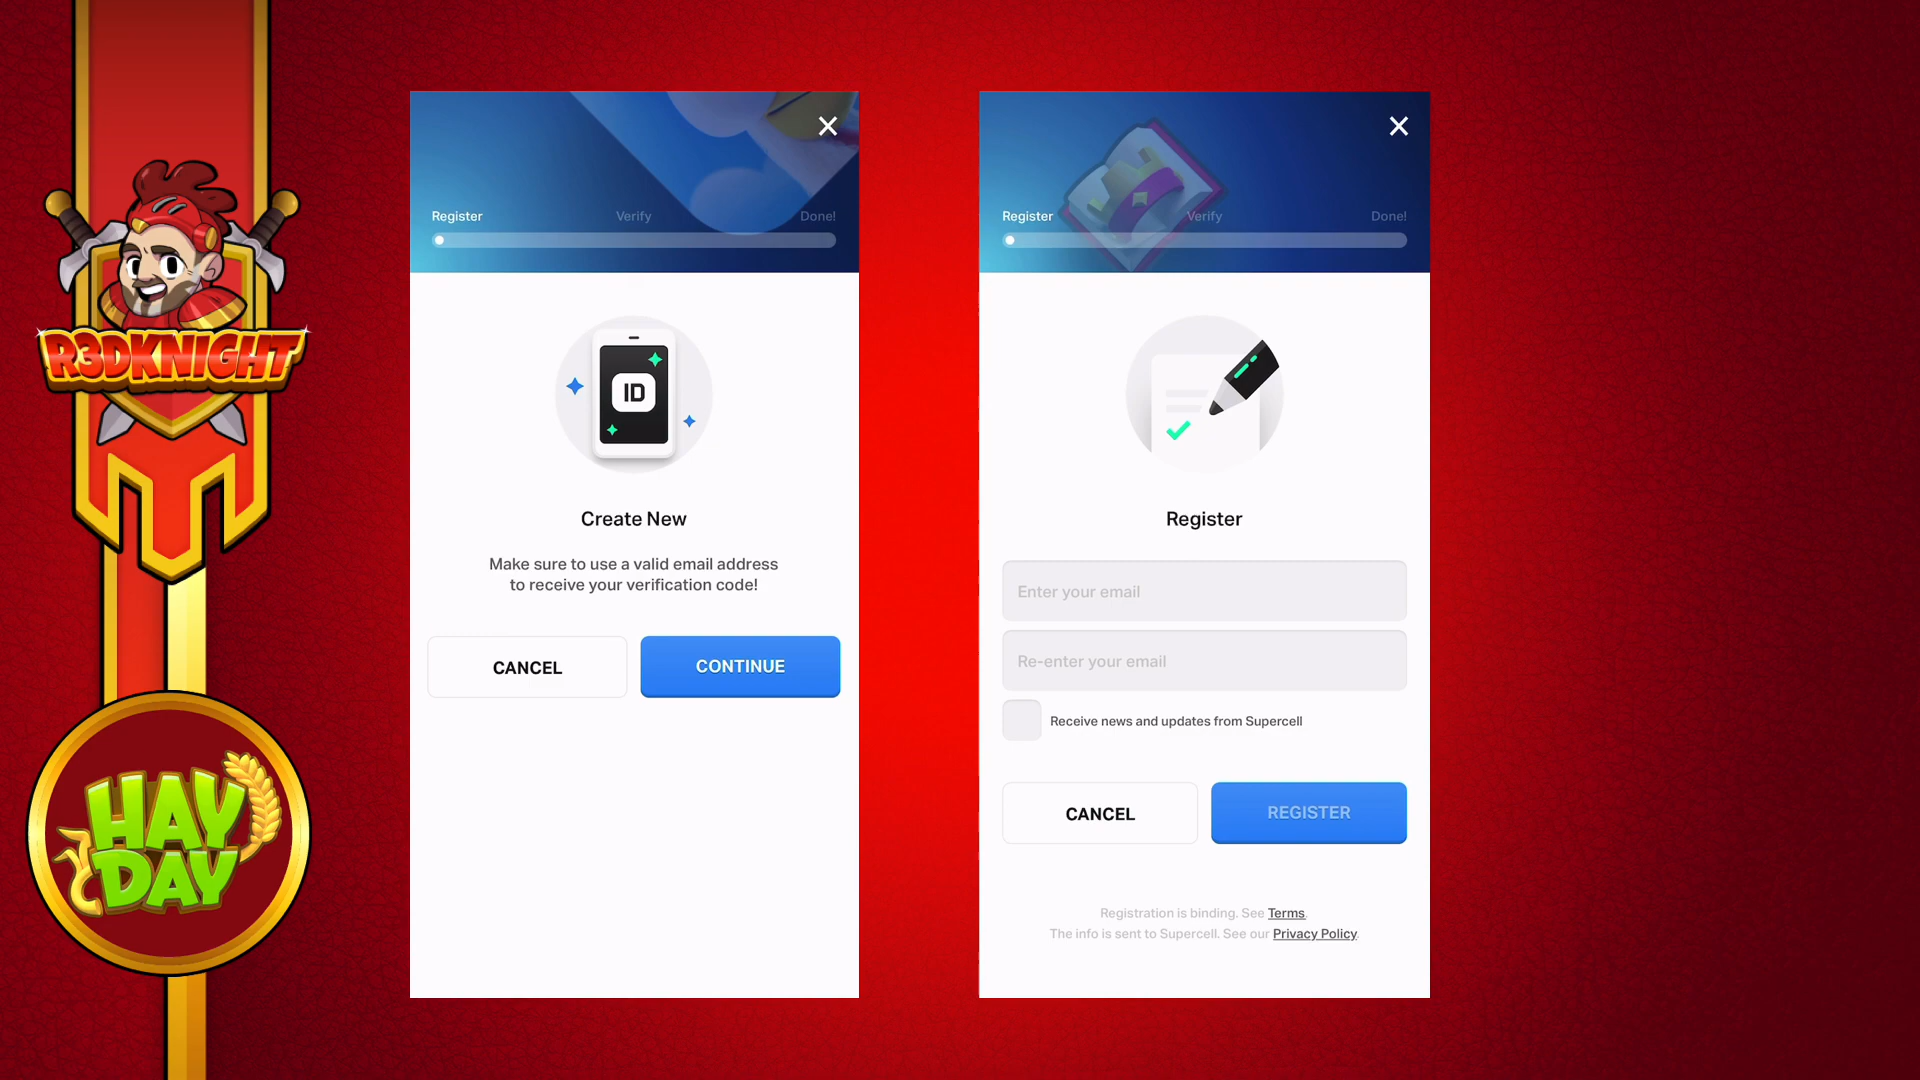 R3DKNIGHT
HAY
DAY
Register Verify Done!
ID
Create New
Make sure to use a valid email address
to receive your verification code!
CANCEL CONTINUE
Register Verify Done!
Register
Enter your email
Re-enter your email
Receive news and updates from Supercell
CANCEL REGISTER
Registration is binding. See Terms.
The info is sent to Supercell. See our Privacy Policy.